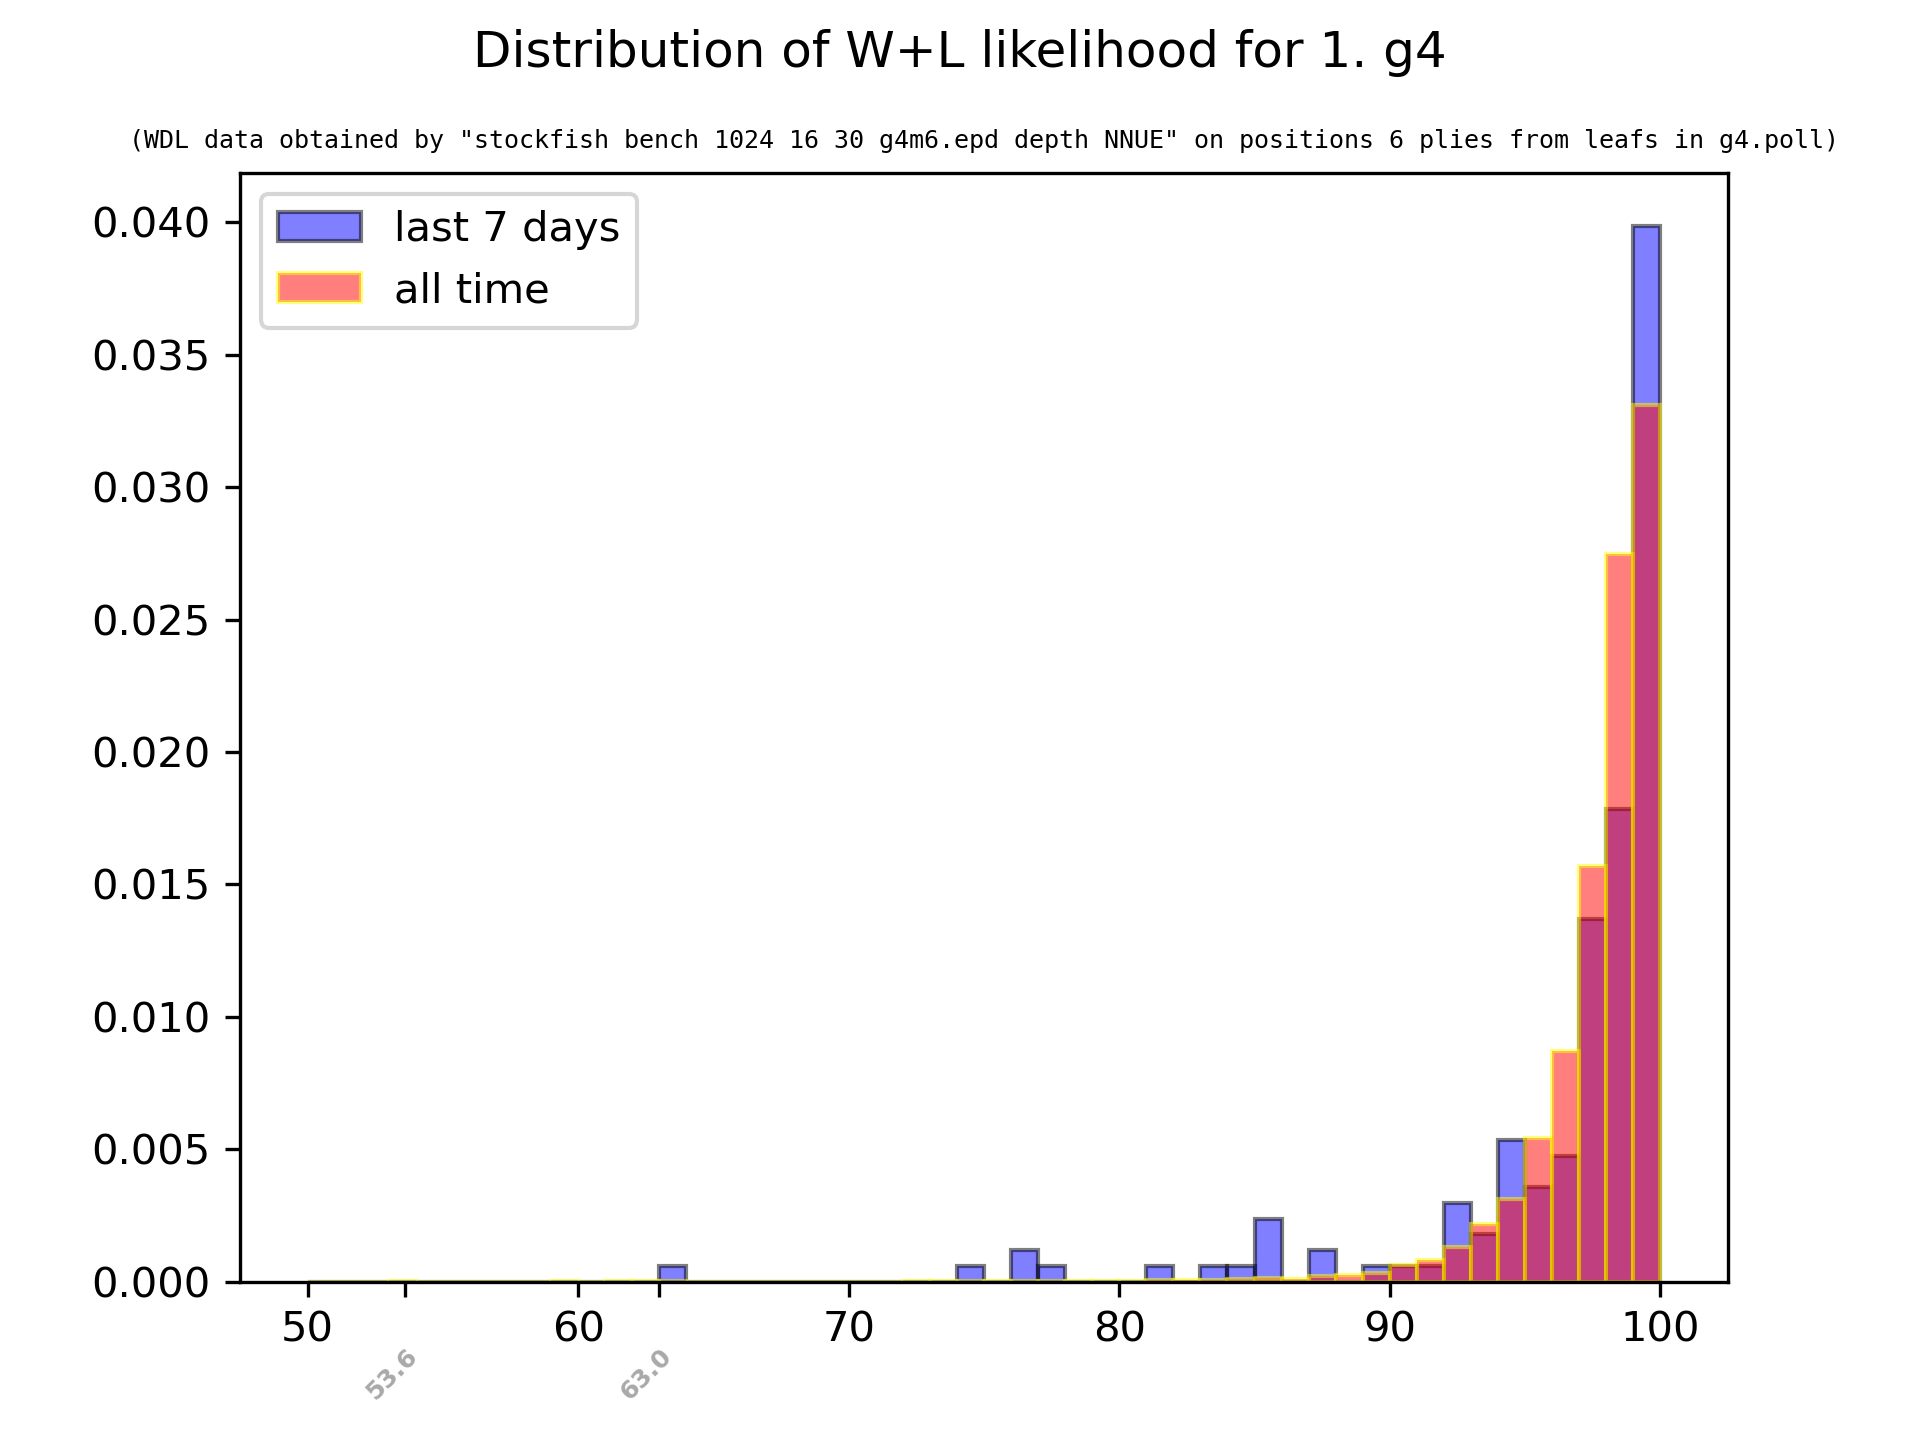 Distribution of W+L likelihood for 1. g4
(WDL data obtained by "stockfish bench 1024 16 30 g4m6.epd depth NNUE" on positions 6 plies from leafs in g4.poll)
last 7 days
all time
0.040
0.035
0.030
0.025
0.020
0.015
0.010
0.005
0.000
50 60 70 80 90 100
53.6 63.0